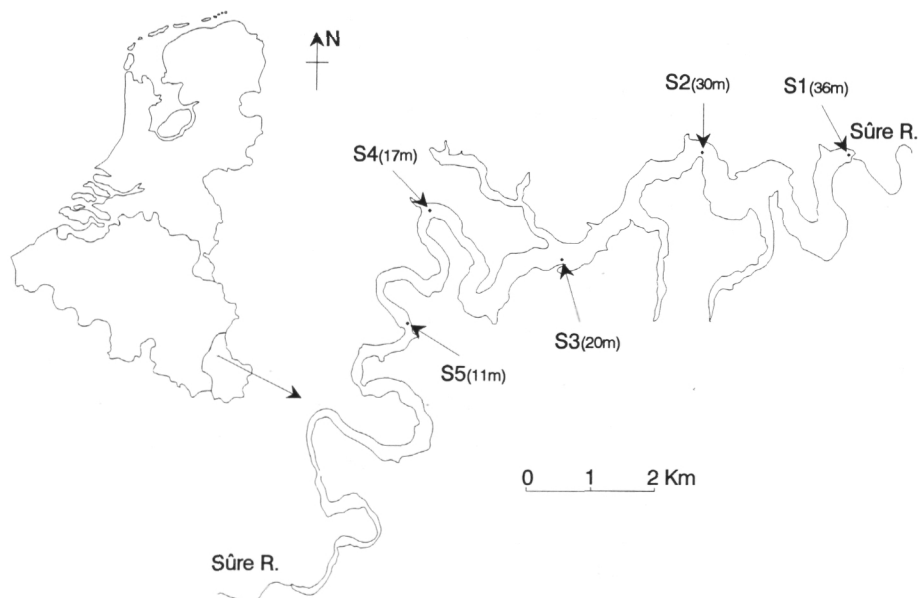 N
S2(30m)
S1(36m)
Sûre R.
S4(17m)
S3(20m)
S5(11m)
0 1 2 Km
Sûre R.